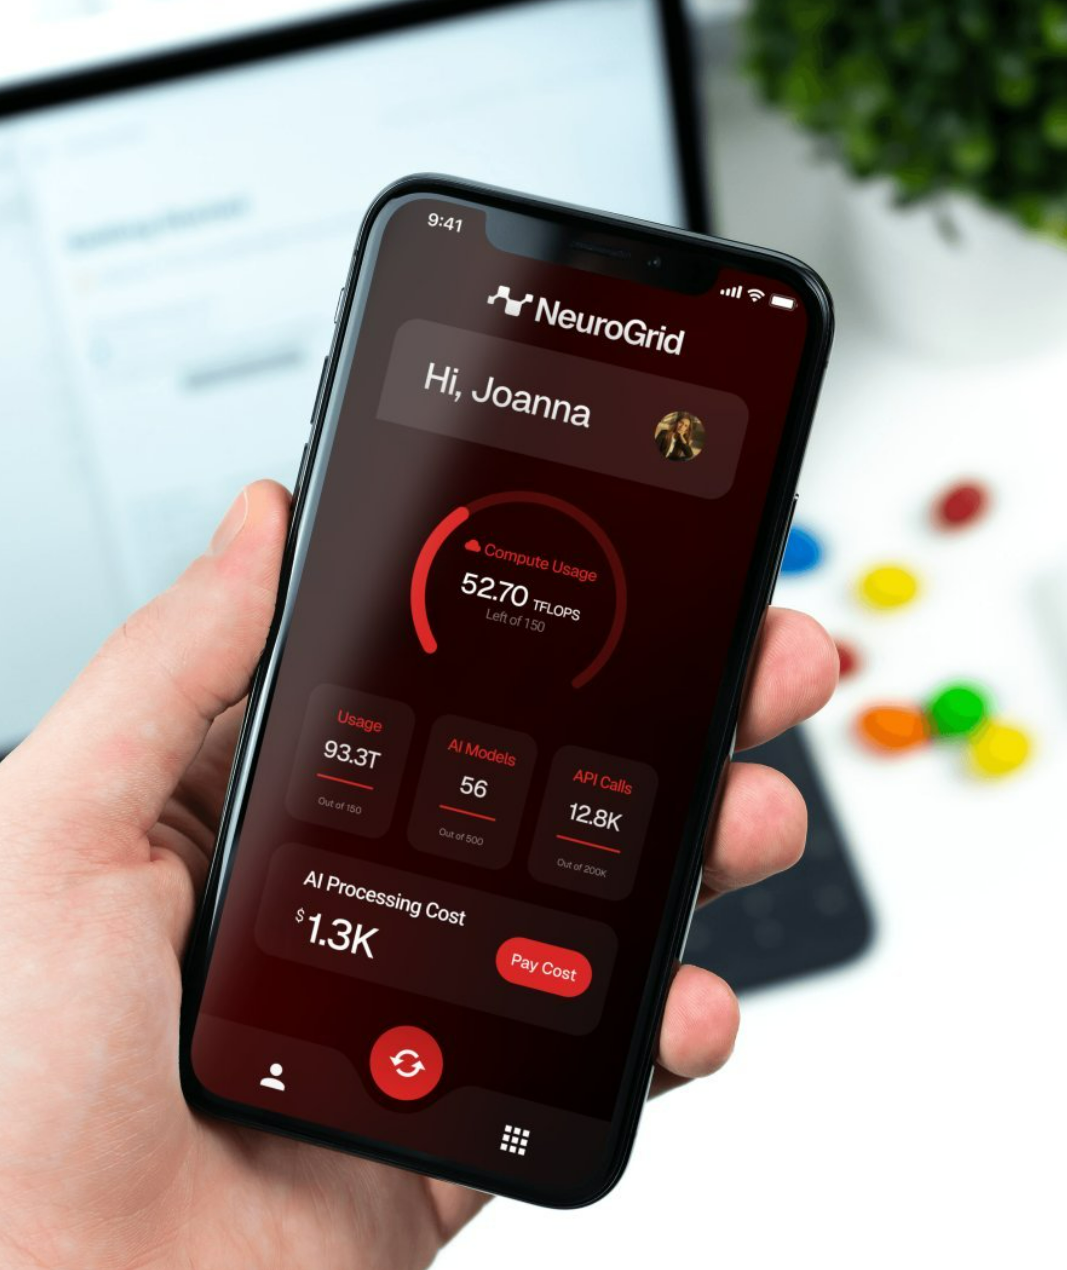 9:41
NeuroGrid
Hi, Joanna
Compute Usage
52.70 TFLOPS
Left of 150
Usage
93.3T
Out of 150
AI Models
56
Out of 500
API Calls
12.8K
Out of 200K
AI Processing Cost
$1.3K
Pay Cost